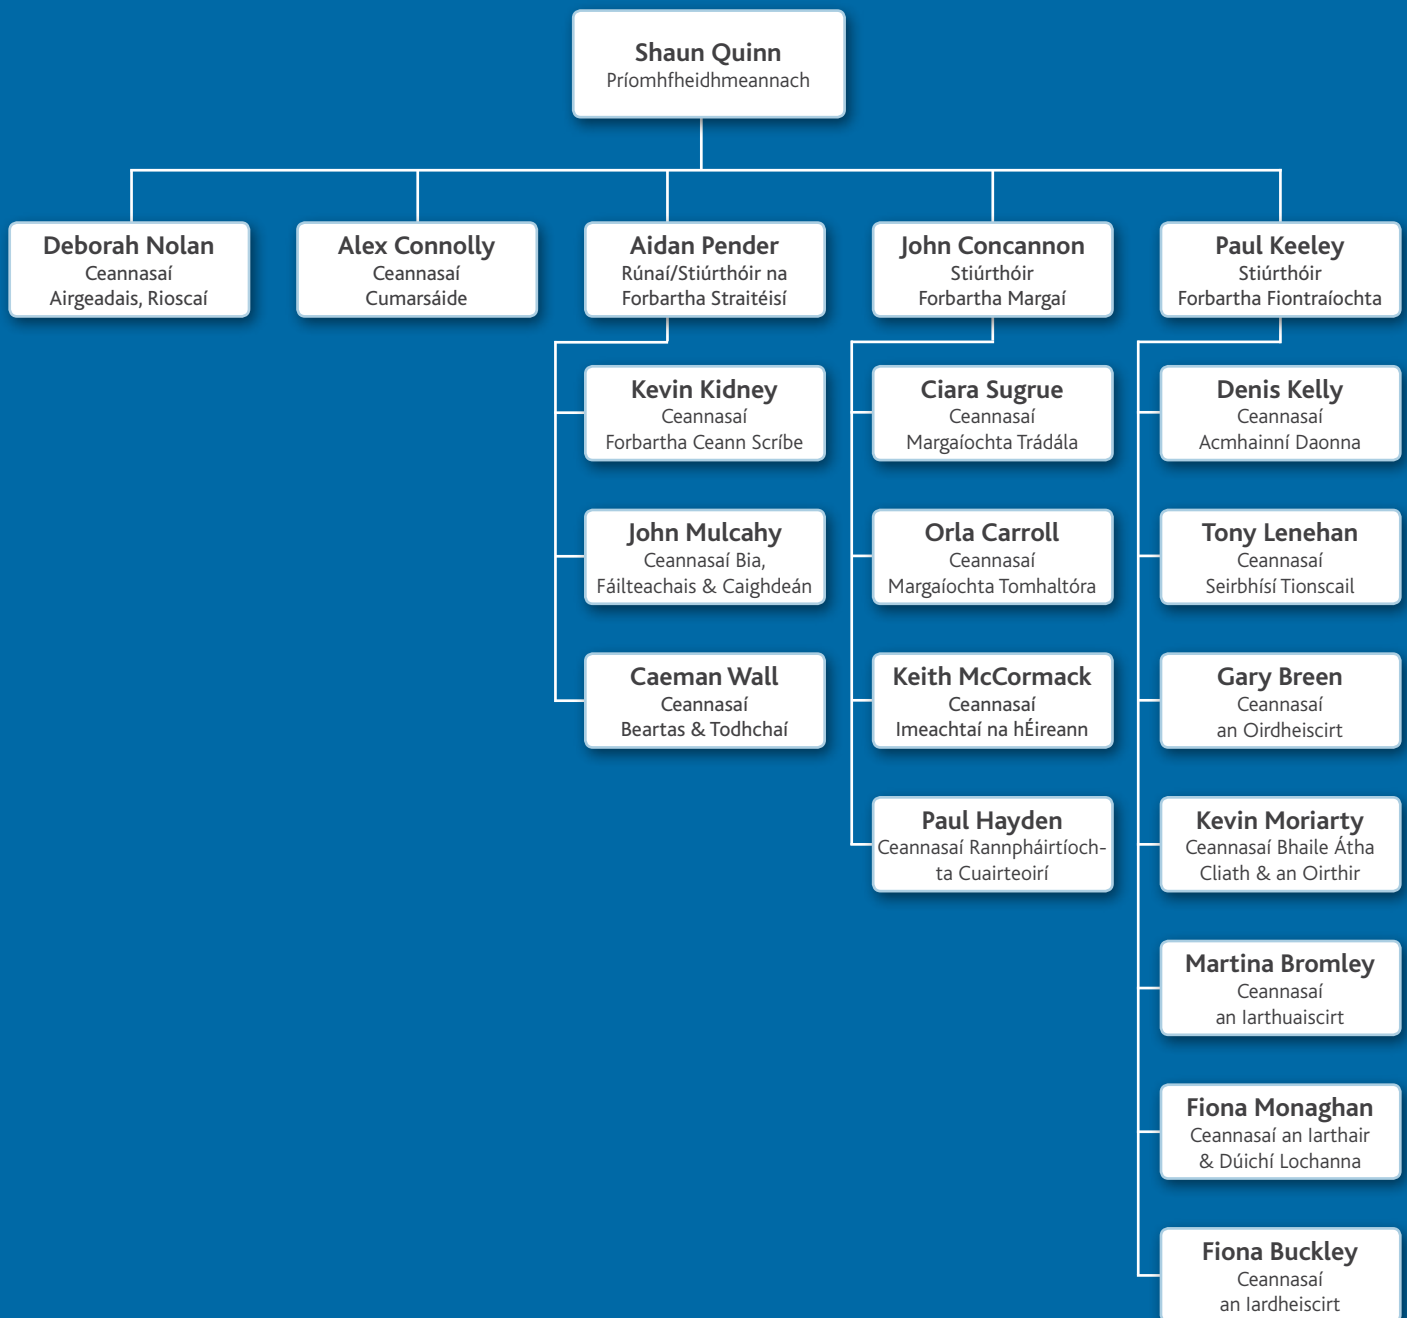 Shaun Quinn
Príomhfheidhmeannach
Deborah Nolan
Ceannasaí
Airgeadais, Rioscaí
Alex Connolly
Ceannasaí
Cumarsáide
Aidan Pender
Rúnaí/Stiúrthóir na
Forbartha Straitéisí
John Concannon
Stiúrthóir
Forbartha Margaí
Paul Keeley
Stiúrthóir
Forbartha Fiontraíochta
Kevin Kidney
Ceannasaí
Forbartha Ceann Scríbe
John Mulcahy
Ceannasaí Bia,
Fáilteachais & Caighdeán
Caeman Wall
Ceannasaí
Beartas & Todhchaí
Ciara Sugrue
Ceannasaí
Margaíochta Trádála
Orla Carroll
Ceannasaí
Margaíochta Tomhaltóra
Keith McCormack
Ceannasaí
Imeachtaí na hÉireann
Paul Hayden
Ceannasaí Rannpháirtíoch-
ta Cuairteoirí
Denis Kelly
Ceannasaí
Acmhainní Daonna
Tony Lenehan
Ceannasaí
Seirbhísí Tionscail
Gary Breen
Ceannasaí
an Oirdheiscirt
Kevin Moriarty
Ceannasaí Bhaile Átha
Cliath & an Oirthir
Martina Bromley
Ceannasaí
an Iarthuaiscirt
Fiona Monaghan
Ceannasaí an Iarthair
& Dúichí Lochanna
Fiona Buckley
Ceannasaí
an Iardheiscirt